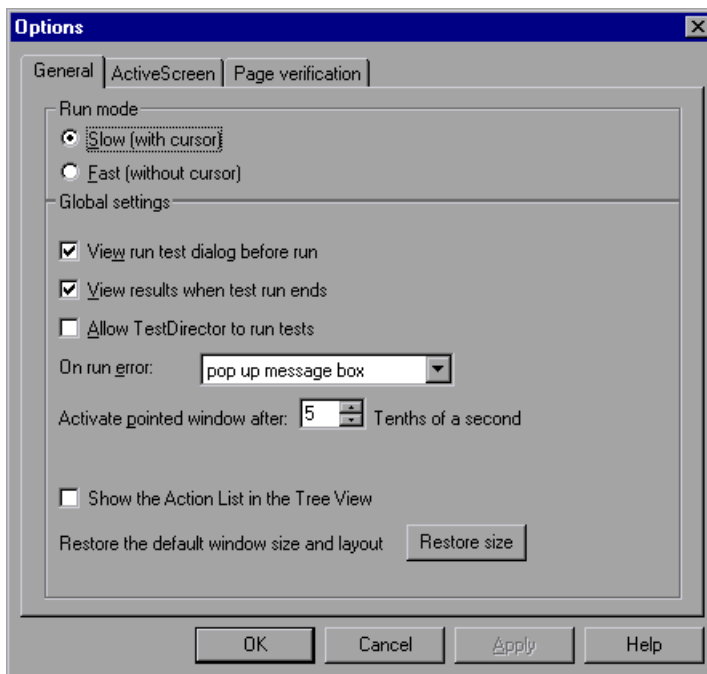 Options
General
ActiveScreen
Page verification
Run mode
Slow (with cursor)
Fast (without cursor)
Global settings
View run test dialog before run
View results when test run ends
Allow TestDirector to run tests
On run error: pop up message box
Activate pointed window after: 5 Tenths of a second
Show the Action List in the Tree View
Restore the default window size and layout Restore size
OK Cancel Apply Help